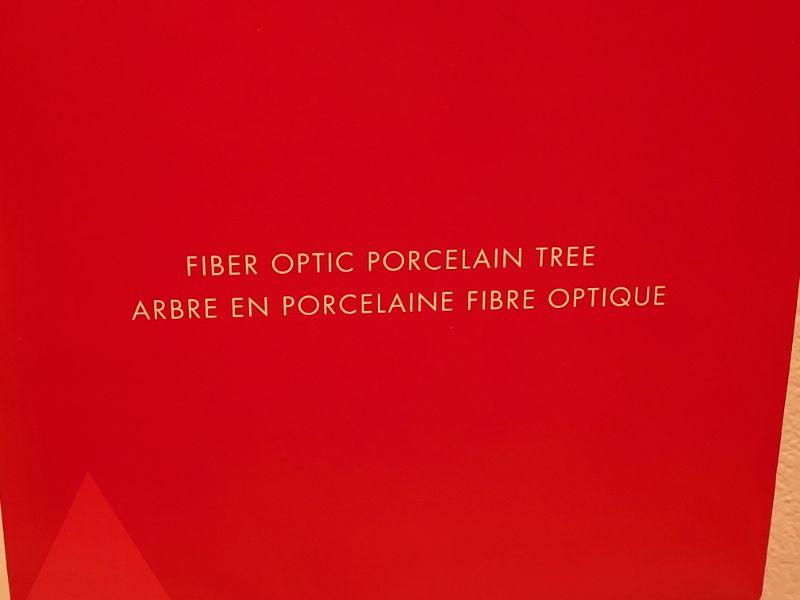 FIBER OPTIC PORCELAIN TREE
ARBRE EN PORCELAINE FIBRE OPTIQUE